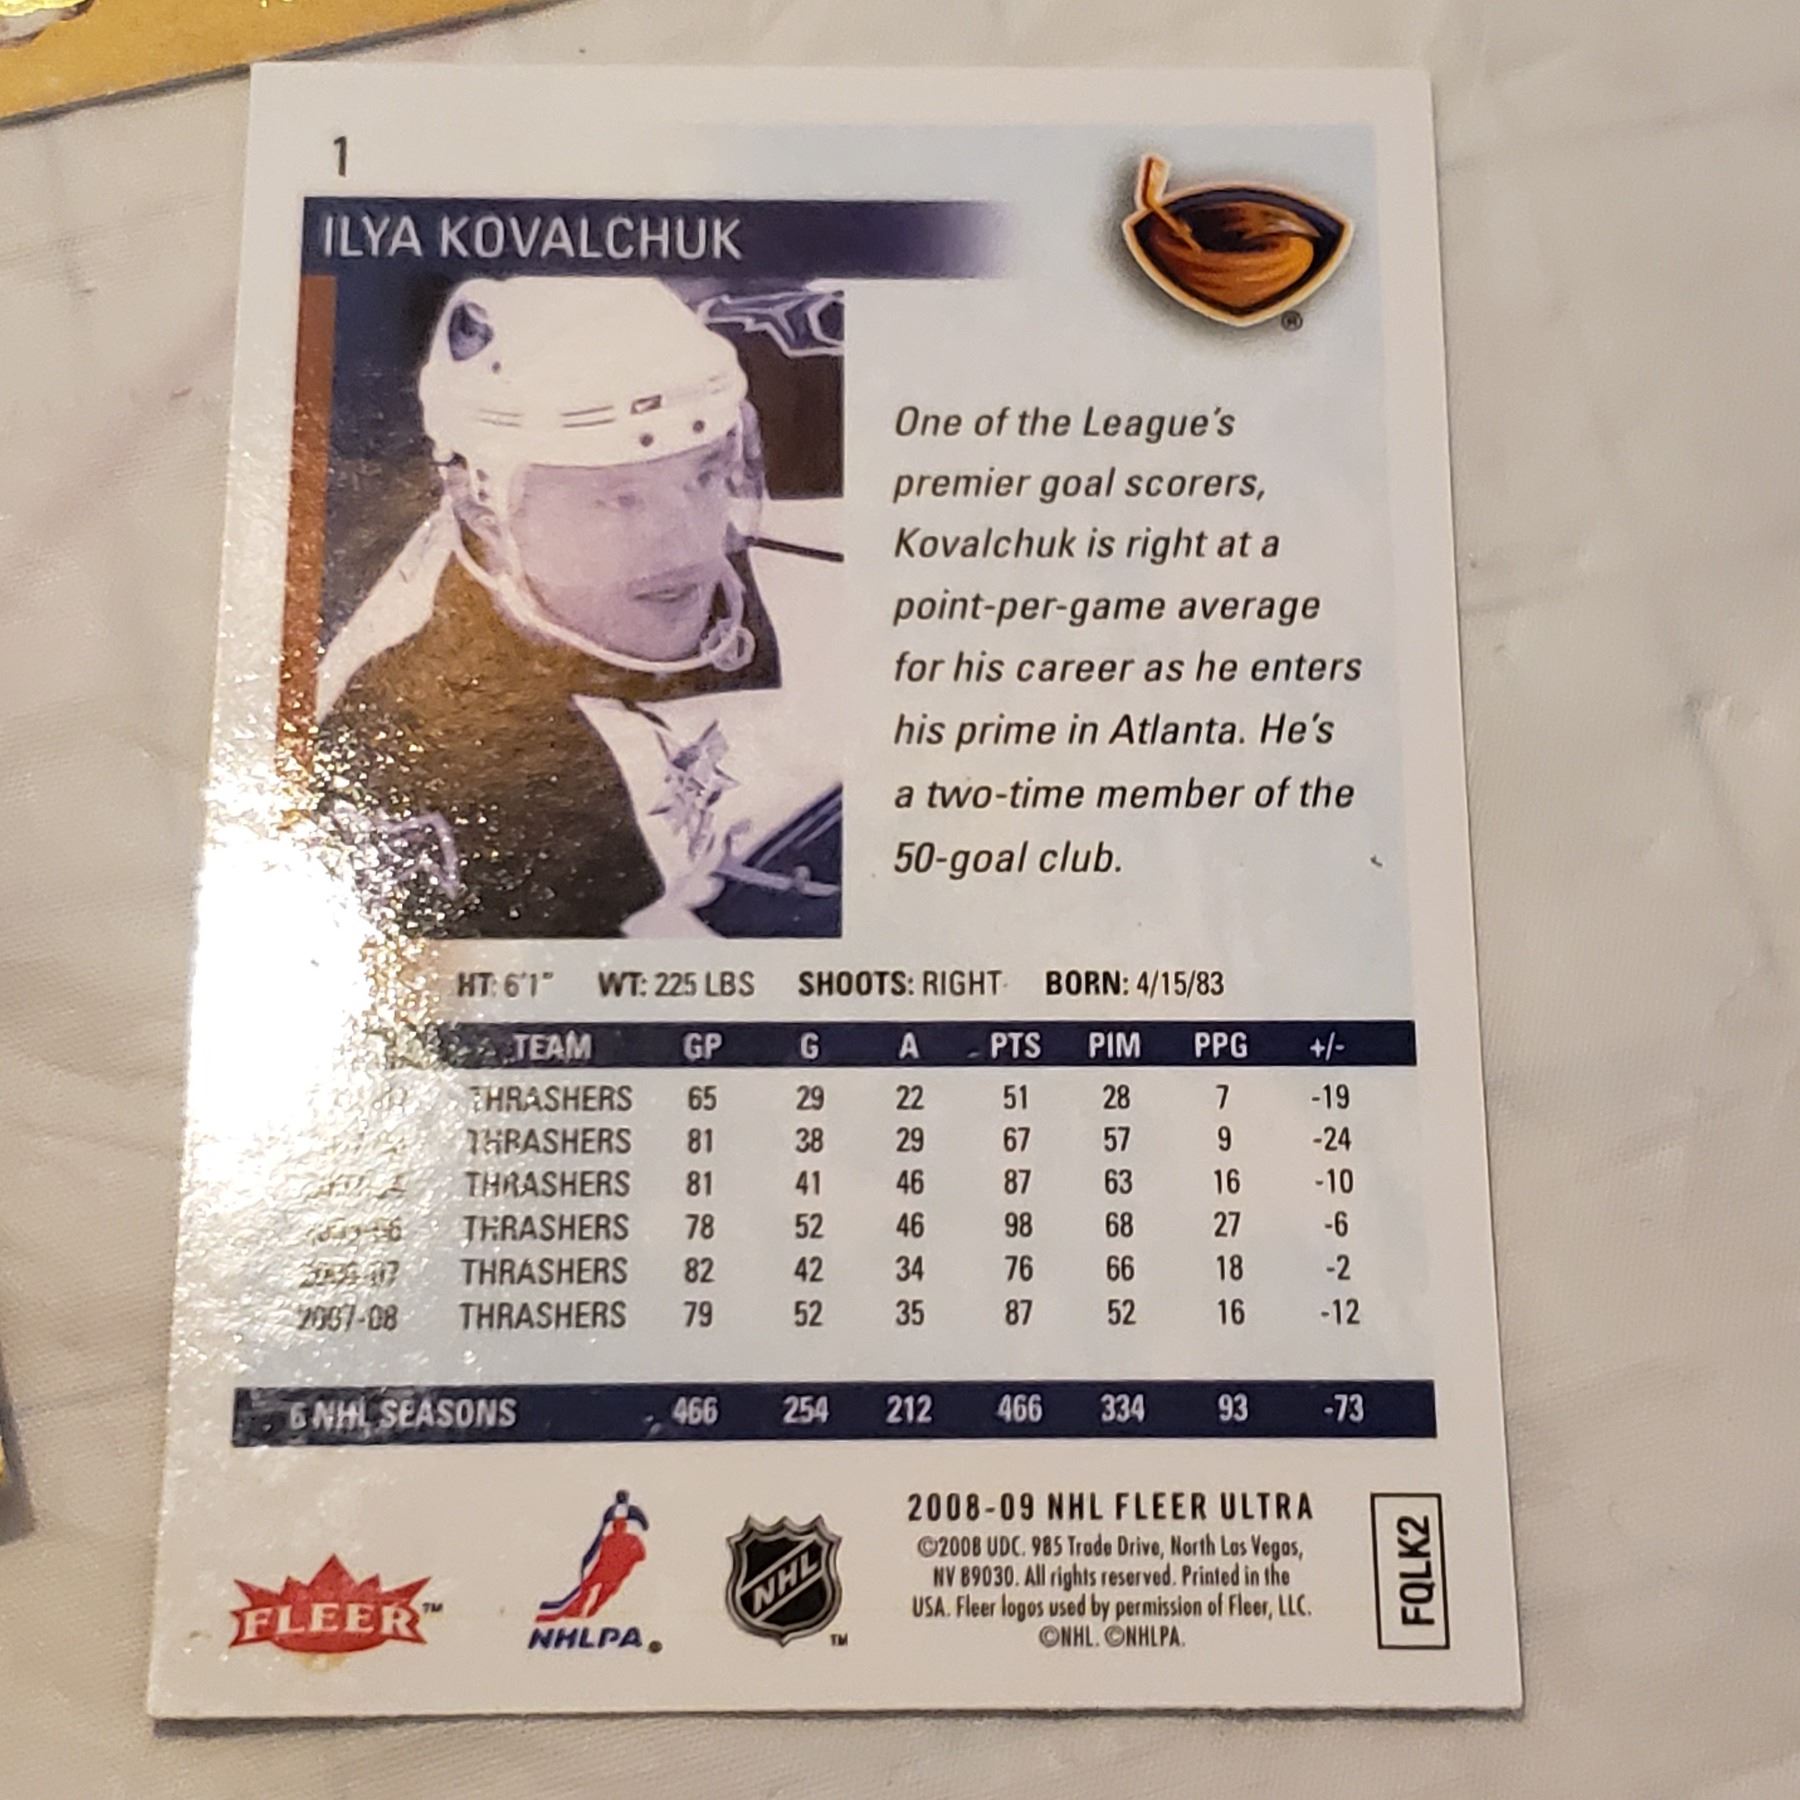 1
ILYA KOVALCHUK
®
One of the League's
premier goal scorers,
Kovalchuk is right at a
point-per-game average
for his career as he enters
his prime in Atlanta. He's
a two-time member of the
50-goal club.
HT: 6'1" WT: 225 LBS SHOOTS: RIGHT BORN: 4/15/83
TEAM GP G A PTS PIM PPG +/-
THRASHERS 65 29 22 51 28 7 -19
THRASHERS 81 38 29 67 57 9 -24
THRASHERS 81 41 46 87 63 16 -10
THRASHERS 78 52 46 98 68 27 -6
2006-07 THRASHERS 82 42 34 76 66 18 -2
2007-08 THRASHERS 79 52 35 87 52 16 -12
6 NHL SEASONS 466 254 212 466 334 93 -73
FLEER™
NHLPA®
NHL TM
2008-09 NHL FLEER ULTRA
©2008 UDC. 985 Trade Drive, North Las Vegas,
NV 89030. All rights reserved. Printed in the
USA. Fleer logos used by permission of Fleer, LLC.
©NHL. ©NHLPA.
FQLK2